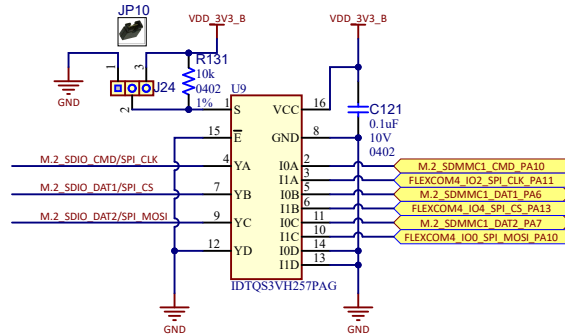 JP10
VDD_3V3_B
VDD_3V3_B
1
3
J24
2
GND
R131
10k
0402
1%
U9
C121
0.1uF
10V
0402
1
S
VCC
16
15
E
GND
8
M.2_SDIO_CMD/SPI_CLK
4
YA
I0A
2
M.2_SDMMC1_CMD_PA10
I1A
3
FLEXCOM4_IO2_SPI_CLK_PA11
M.2_SDIO_DAT1/SPI_CS
7
YB
I0B
5
M.2_SDMMC1_DAT1_PA6
I1B
6
FLEXCOM4_IO4_SPI_CS_PA13
M.2_SDIO_DAT2/SPI_MOSI
9
YC
I0C
11
M.2_SDMMC1_DAT2_PA7
I1C
10
FLEXCOM4_IO0_SPI_MOSI_PA10
12
YD
I0D
14
I1D
13
IDTQS3VH257PAG
GND
GND